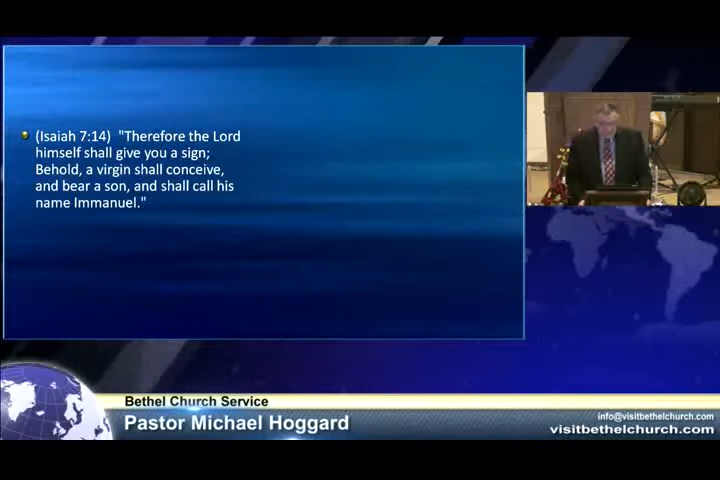 (Isaiah 7:14) "Therefore the Lord
himself shall give you a sign;
Behold, a virgin shall conceive,
and bear a son, and shall call his
name Immanuel."
Bethel Church Service
Pastor Michael Hoggard
info@visitbethelchurch.com
visitbethelchurch.com